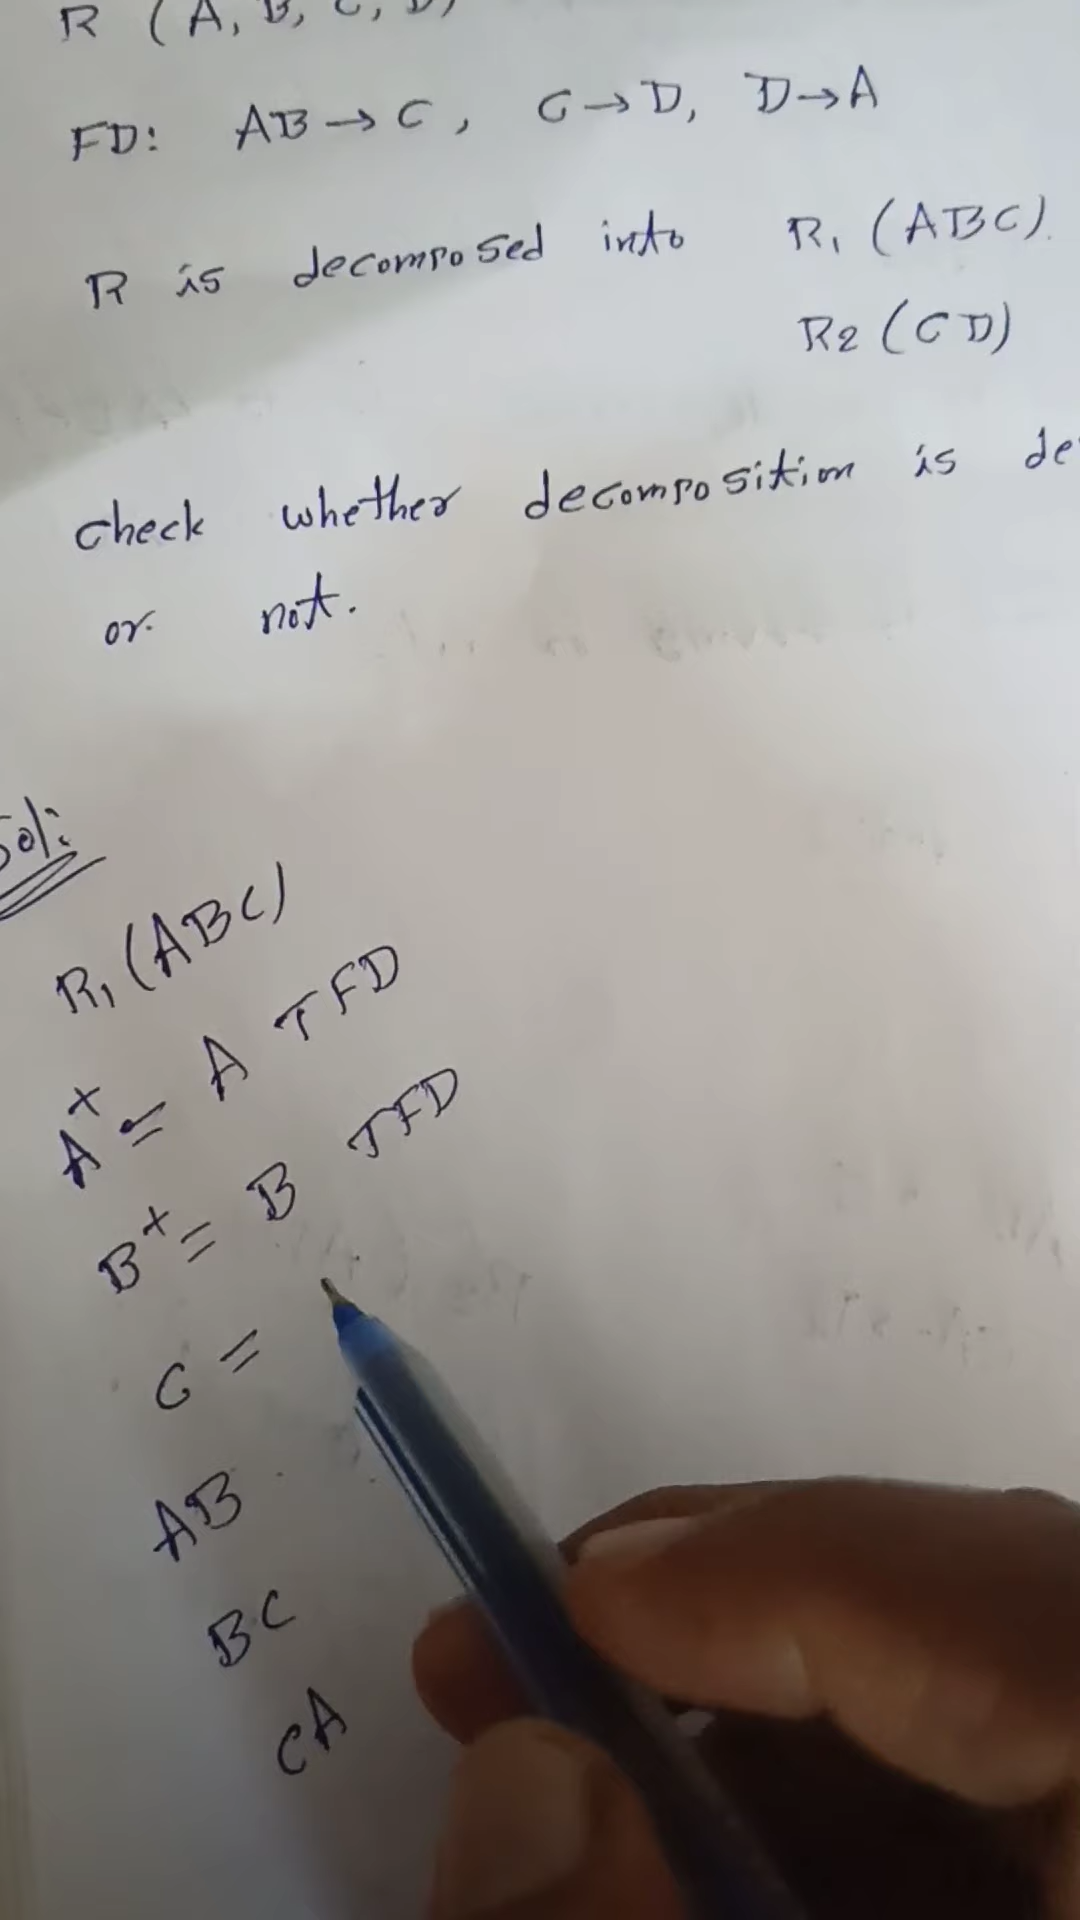 R (A, B, C, D)
FD: AB → C, C → D, D → A
R is decomposed into R1 (ABC).
R2 (CD)
check whether decomposition is de
or not.
Sol:
R1 (ABC)
A+ = A TFD
B+ = B TFD
C =
AB
BC
CA